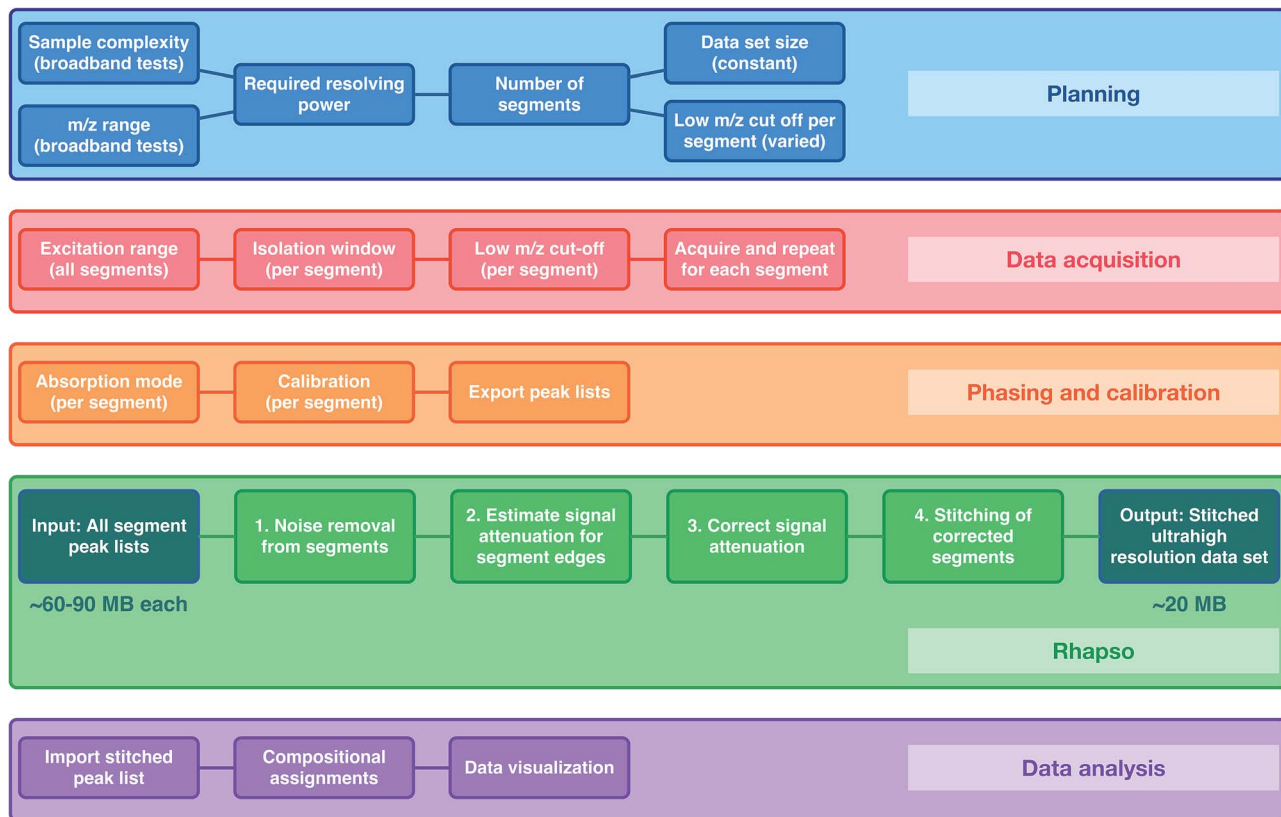 Sample complexity
(broadband tests)
m/z range
(broadband tests)
Required resolving
power
Number of
segments
Data set size
(constant)
Low m/z cut off per
segment (varied)
Planning
Excitation range
(all segments)
Isolation window
(per segment)
Low m/z cut-off
(per segment)
Acquire and repeat
for each segment
Data acquisition
Absorption mode
(per segment)
Calibration
(per segment)
Export peak lists
Phasing and calibration
Input: All segment
peak lists
~60-90 MB each
1. Noise removal
from segments
2. Estimate signal
attenuation for
segment edges
3. Correct signal
attenuation
4. Stitching of
corrected
segments
Output: Stitched
ultrahigh
resolution data set
~20 MB
Rhapso
Import stitched
peak list
Compositional
assignments
Data visualization
Data analysis